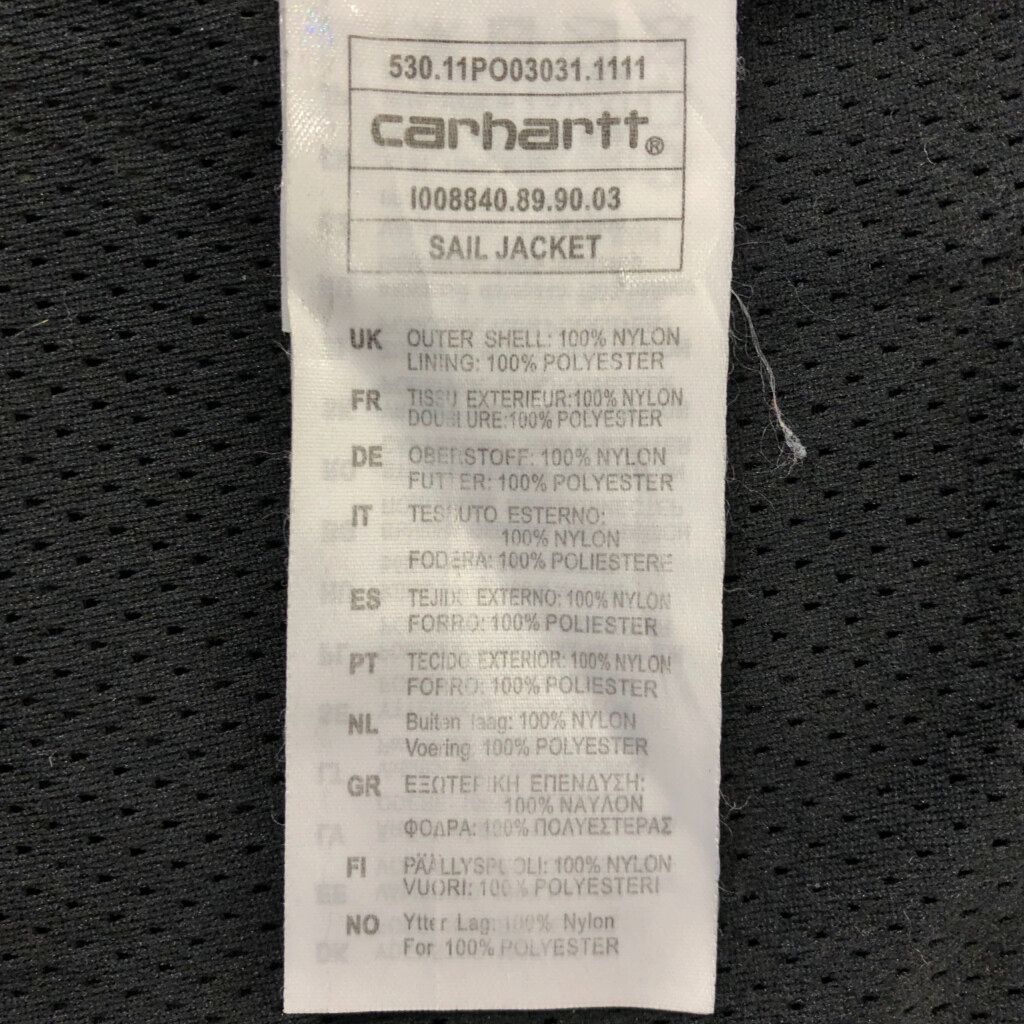 530.11PO03031.1111
carhartt®
I008840.89.90.03
SAIL JACKET
UK OUTER SHELL: 100% NYLON
LINING: 100% POLYESTER
FR TISSU EXTERIEUR:100% NYLON
DOUBLURE:100% POLYESTER
DE OBERSTOFF: 100% NYLON
FUTTER: 100% POLYESTER
IT TESSUTO ESTERNO:
100% NYLON
FODERA: 100% POLIESTERE
ES TEJIDO EXTERNO: 100% NYLON
FORRO: 100% POLIESTER
PT TECIDO EXTERIOR: 100% NYLON
FORRO: 100% POLIESTER
NL Buiten laag: 100% NYLON
Voering 100% POLYESTER
GR ΕΞΩΤΕΡΙΚΗ ΕΠΕΝΔΥΣΗ:
100% ΝΑΥΛΟΝ
ΦΟΔΡΑ: 100% ΠΟΛΥΕΣΤΕΡΑΣ
FI PÄÄLLYSPUOLI: 100% NYLON
VUORI: 100% POLYESTERI
NO Ytter Lag: 100% Nylon
For 100% POLYESTER